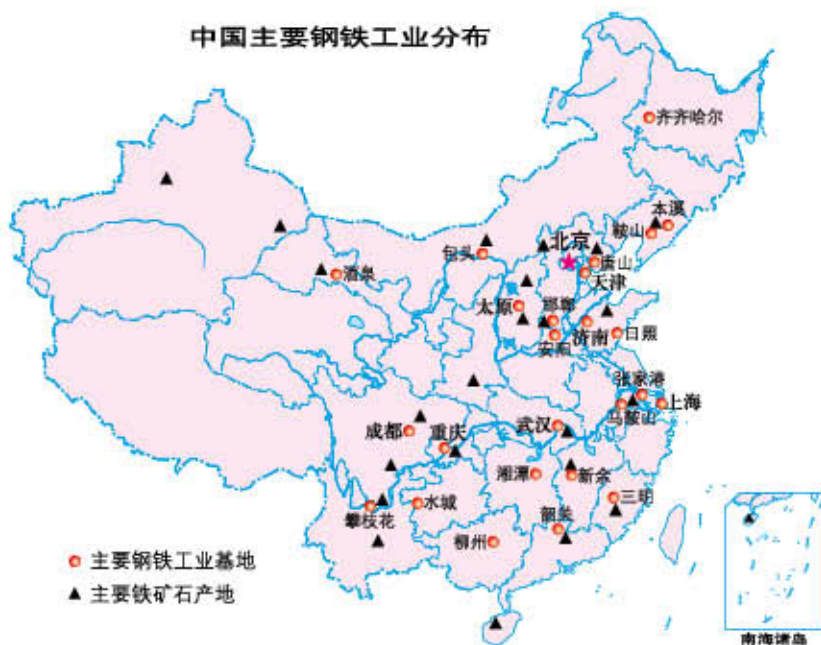 中国主要钢铁工业分布
齐齐哈尔
本溪
鞍山
北京
包头
唐山
酒泉
天津
太原
邯郸
济南
日照
安阳
张家港
上海
马鞍山
武汉
成都
重庆
湘潭
新余
三明
水城
攀枝花
韶关
柳州
主要钢铁工业基地
主要铁矿石产地
南海诸岛